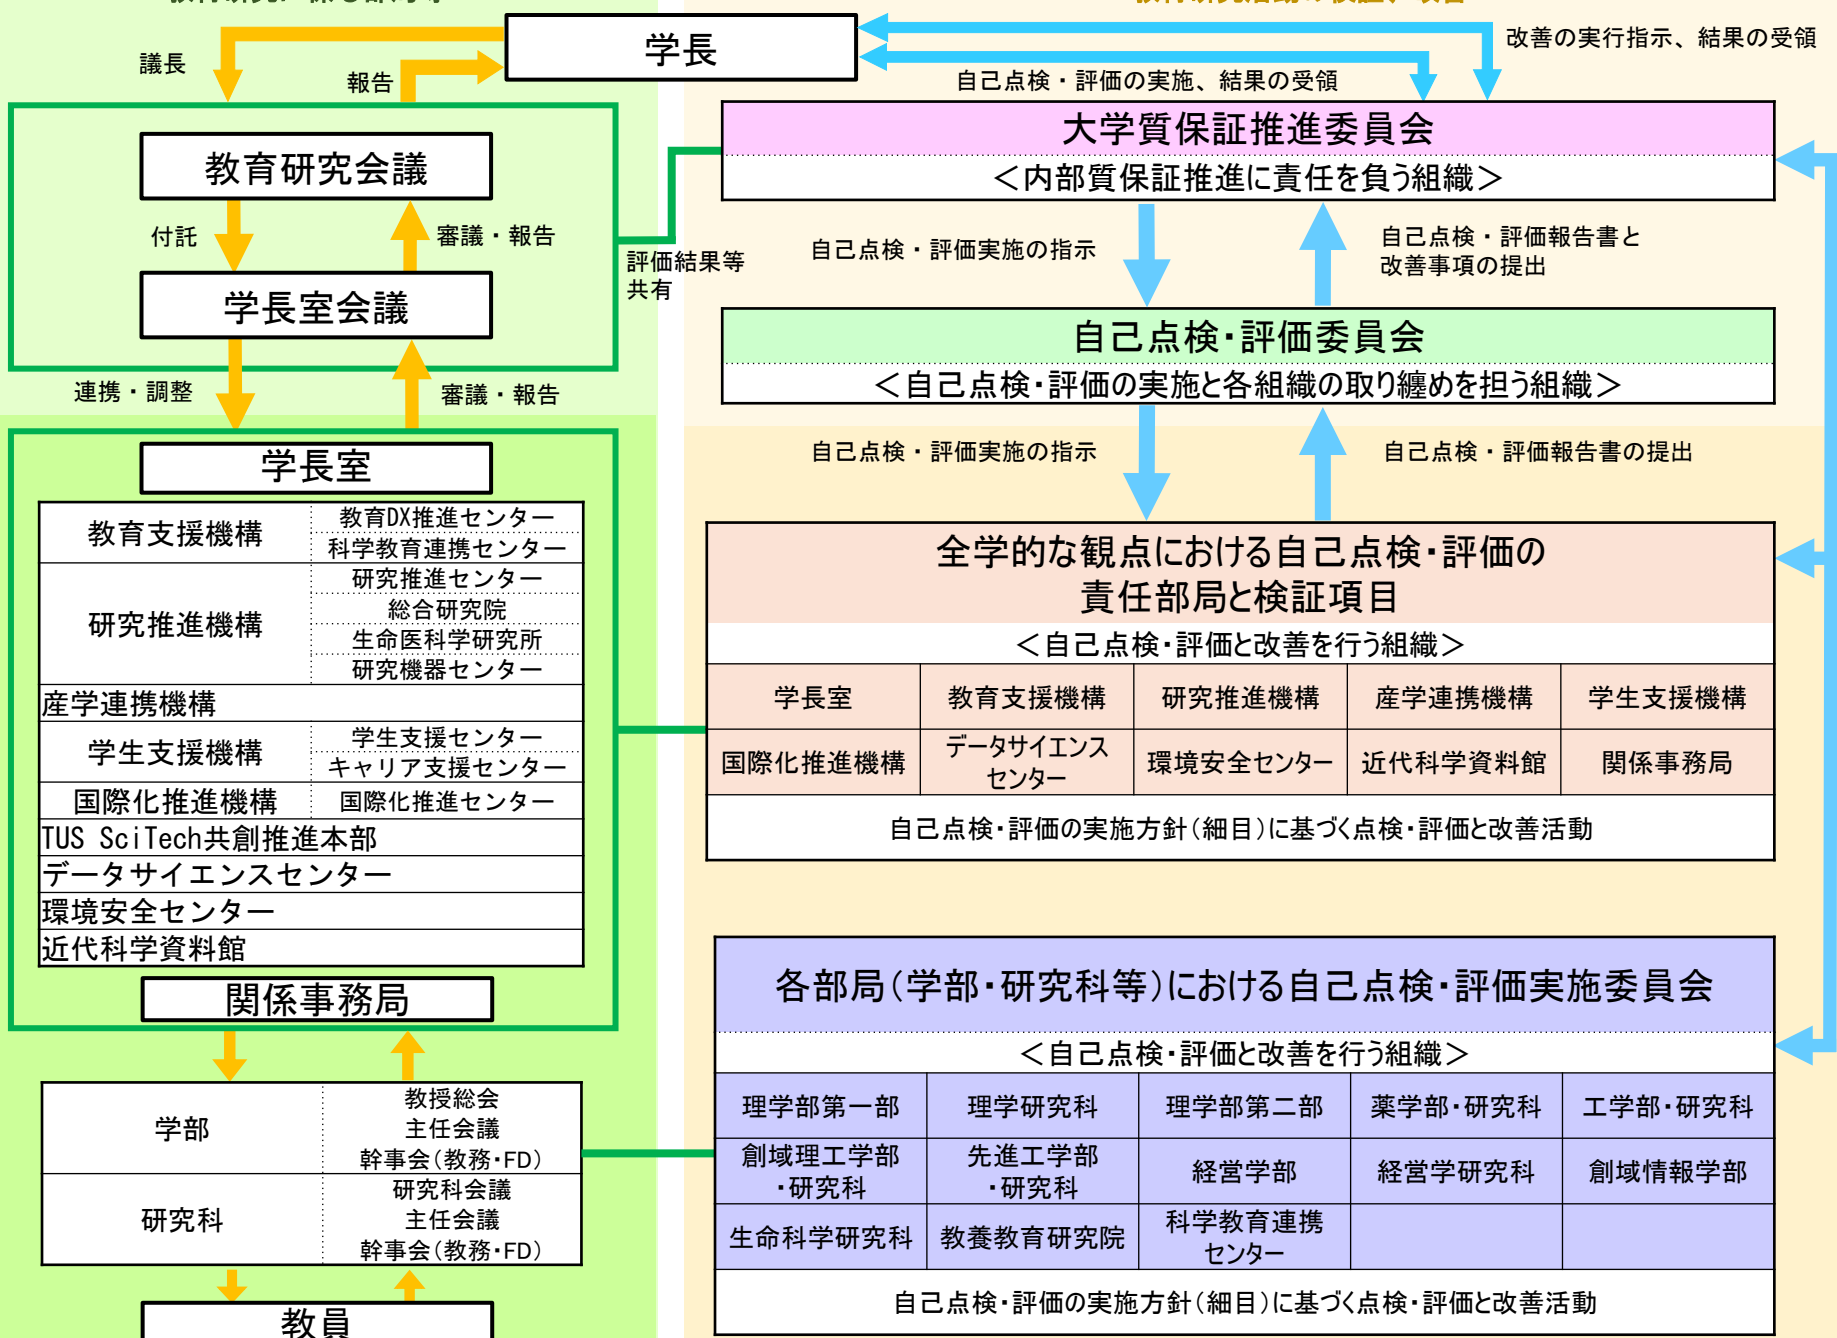 学長
改善の実行指示、結果の受領
議長
報告
自己点検・評価の実施、結果の受領
教育研究会議
付託
審議・報告
学長室会議
評価結果等
共有
連携・調整
審議・報告
学長室
教育支援機構
教育DX推進センター
科学教育連携センター
研究推進機構
研究推進センター
総合研究院
生命医科学研究所
研究機器センター
産学連携機構
学生支援機構
学生支援センター
キャリア支援センター
国際化推進機構
国際化推進センター
TUS SciTech共創推進本部
データサイエンスセンター
環境安全センター
近代科学資料館
関係事務局
学部
教授総会
主任会議
幹事会(教務・FD)
研究科
研究科会議
主任会議
幹事会(教務・FD)
教員
大学質保証推進委員会
<内部質保証推進に責任を負う組織>
自己点検・評価実施の指示
自己点検・評価報告書と
改善事項の提出
自己点検・評価委員会
<自己点検・評価の実施と各組織の取り纏めを担う組織>
自己点検・評価実施の指示
自己点検・評価報告書の提出
全学的な観点における自己点検・評価の
責任部局と検証項目
<自己点検・評価と改善を行う組織>
学長室
教育支援機構
研究推進機構
産学連携機構
学生支援機構
国際化推進機構
データサイエンス
センター
環境安全センター
近代科学資料館
関係事務局
自己点検・評価の実施方針(細目)に基づく点検・評価と改善活動
各部局(学部・研究科等)における自己点検・評価実施委員会
<自己点検・評価と改善を行う組織>
理学部第一部
理学研究科
理学部第二部
薬学部・研究科
工学部・研究科
創域理工学部
・研究科
先進工学部
・研究科
経営学部
経営学研究科
創域情報学部
生命科学研究科
教養教育研究院
科学教育連携
センター
自己点検・評価の実施方針(細目)に基づく点検・評価と改善活動